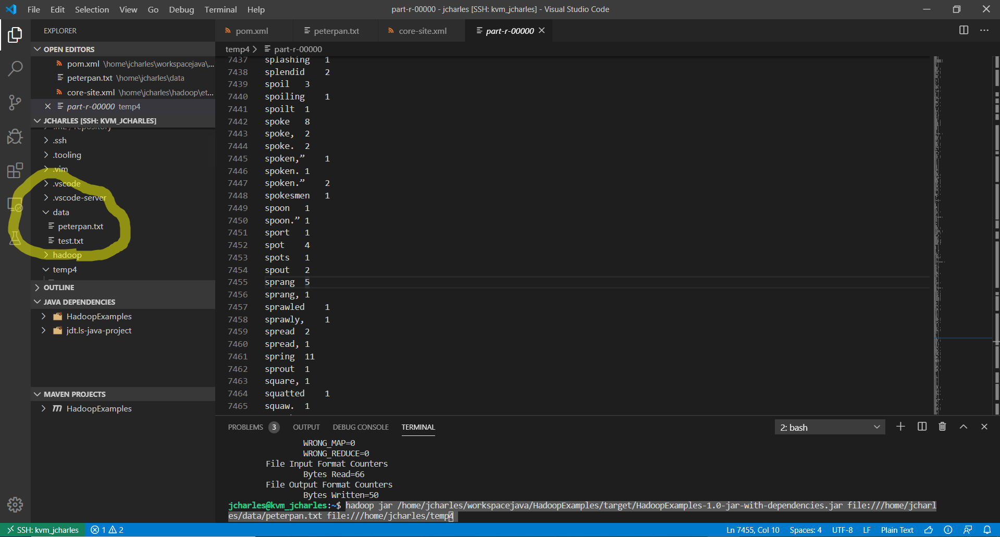 File Edit Selection View Go Debug Terminal Help
part-r-00000 - jcharles [SSH: kvm_jcharles] - Visual Studio Code
EXPLORER
OPEN EDITORS
pom.xml \home\jcharles\workspacejava\...
peterpan.txt \home\jcharles\data
core-site.xml \home\jcharles\hadoop\et...
part-r-00000 temp4
JCHARLES [SSH: KVM_JCHARLES]
.m2 / repository
.ssh
.tooling
.vim
.vscode
.vscode-server
data
peterpan.txt
test.txt
hadoop
temp4
OUTLINE
JAVA DEPENDENCIES
HadoopExamples
jdt.ls-java-project
MAVEN PROJECTS
HadoopExamples
pom.xml peterpan.txt core-site.xml part-r-00000
temp4 > part-r-00000
7437 splashing 1
7438 splendid 2
7439 spoil 3
7440 spoiling 1
7441 spoilt 1
7442 spoke 8
7443 spoke, 2
7444 spoke. 2
7445 spoken,” 1
7446 spoken. 1
7447 spoken.” 2
7448 spokesmen 1
7449 spoon 1
7450 spoon.” 1
7451 sport 1
7452 spot 4
7453 spots 1
7454 spout 2
7455 sprang 5
7456 sprang, 1
7457 sprawled 1
7458 sprawly, 1
7459 spread 2
7460 spread, 1
7461 spring 11
7462 sprout 1
7463 square, 1
7464 squatted 1
7465 squaw. 1
PROBLEMS 3 OUTPUT DEBUG CONSOLE TERMINAL
2: bash
WRONG_MAP=0
WRONG_REDUCE=0
File Input Format Counters
Bytes Read=66
File Output Format Counters
Bytes Written=50
jcharles@kvm_jcharles:~$ hadoop jar /home/jcharles/workspacejava/HadoopExamples/target/HadoopExamples-1.0-jar-with-dependencies.jar file:///home/jcharl
es/data/peterpan.txt file:///home/jcharles/temp4
SSH: kvm_jcharles 1 2
Ln 7455, Col 10 Spaces: 4 UTF-8 LF Plain Text